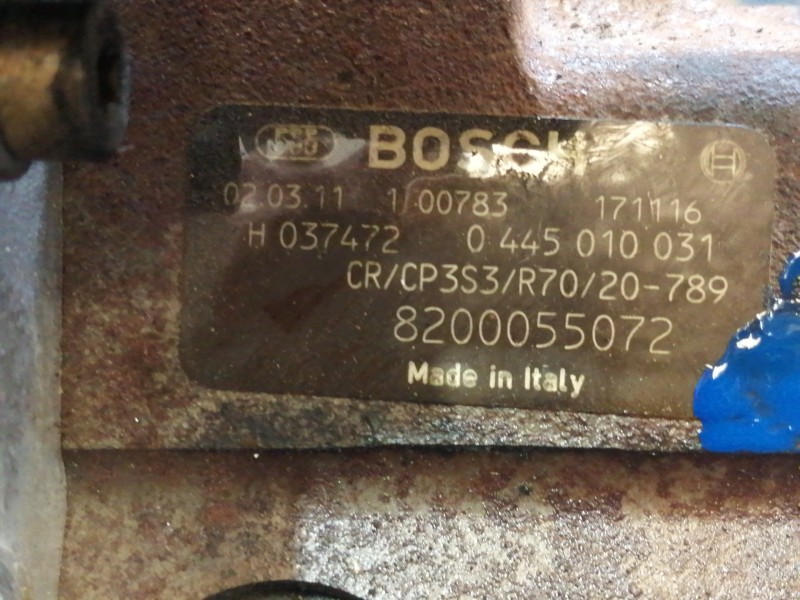 BOSCH
02.03.11 1/00783 171116
H 037472 0 445 010 031
CR/CP3S3/R70/20-789
8200055072
Made in Italy